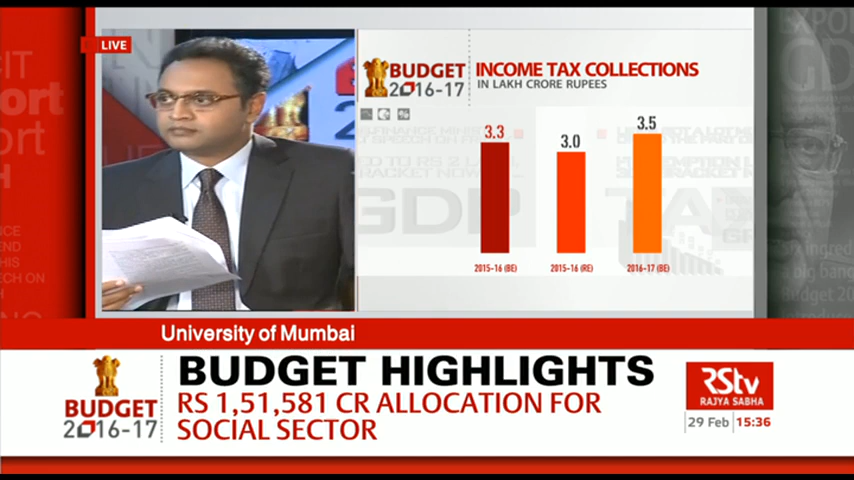 LIVE
BUDGET
2016-17
INCOME TAX COLLECTIONS
IN LAKH CRORE RUPEES
3.3
3.0
3.5
GDP
2015-16 (BE)
2015-16 (RE)
2016-17 (BE)
University of Mumbai
BUDGET
2016-17
BUDGET HIGHLIGHTS
RS 1,51,581 CR ALLOCATION FOR
SOCIAL SECTOR
RStv
RAJYA SABHA
29 Feb 15:36